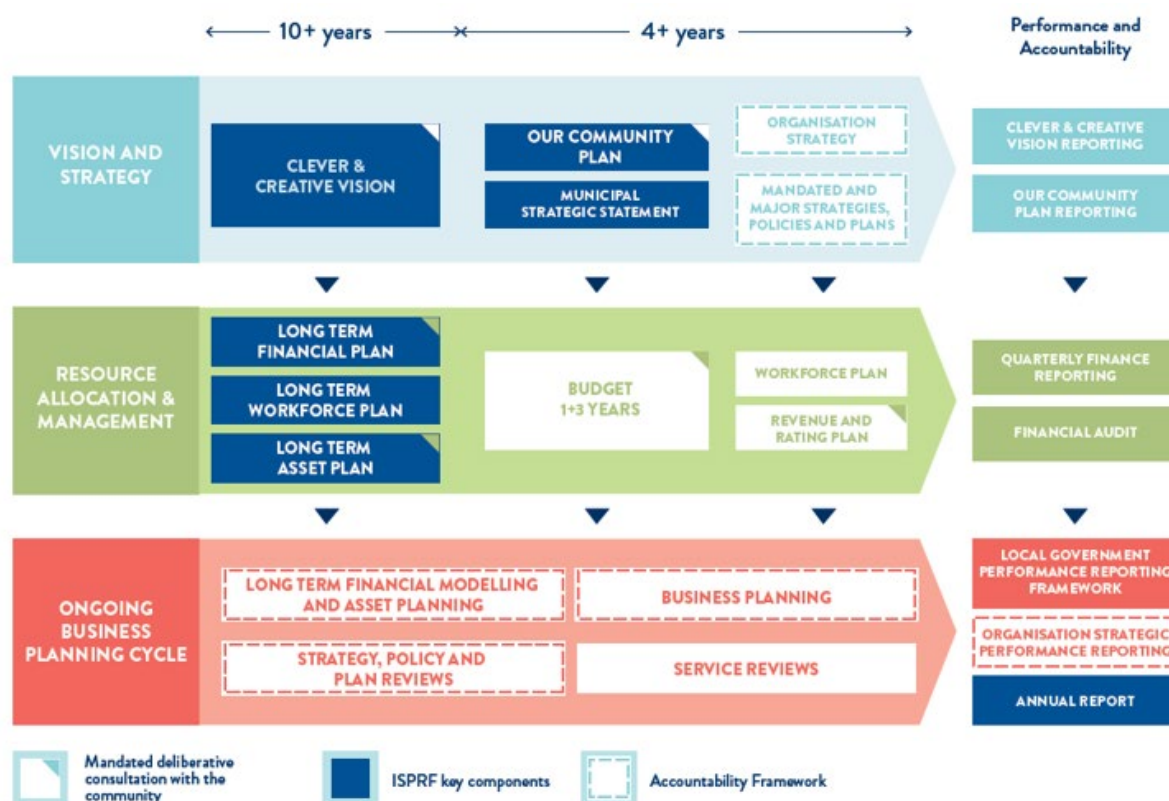 10+ years
4+ years
Performance and
Accountability
VISION AND
STRATEGY
CLEVER &
CREATIVE VISION
OUR COMMUNITY
PLAN
MUNICIPAL
STRATEGIC STATEMENT
ORGANISATION
STRATEGY
MANDATED AND
MAJOR STRATEGIES,
POLICIES AND PLANS
CLEVER & CREATIVE
VISION REPORTING
OUR COMMUNITY
PLAN REPORTING
RESOURCE
ALLOCATION &
MANAGEMENT
LONG TERM
FINANCIAL PLAN
LONG TERM
WORKFORCE PLAN
LONG TERM
ASSET PLAN
BUDGET
1+3 YEARS
WORKFORCE PLAN
REVENUE AND
RATING PLAN
QUARTERLY FINANCE
REPORTING
FINANCIAL AUDIT
ONGOING
BUSINESS
PLANNING CYCLE
LONG TERM FINANCIAL MODELLING
AND ASSET PLANNING
BUSINESS PLANNING
STRATEGY, POLICY AND
PLAN REVIEWS
SERVICE REVIEWS
LOCAL GOVERNMENT
PERFORMANCE REPORTING
FRAMEWORK
ORGANISATION STRATEGIC
PERFORMANCE REPORTING
ANNUAL REPORT
Mandated deliberative
consultation with the
community
ISPRF key components
Accountability Framework